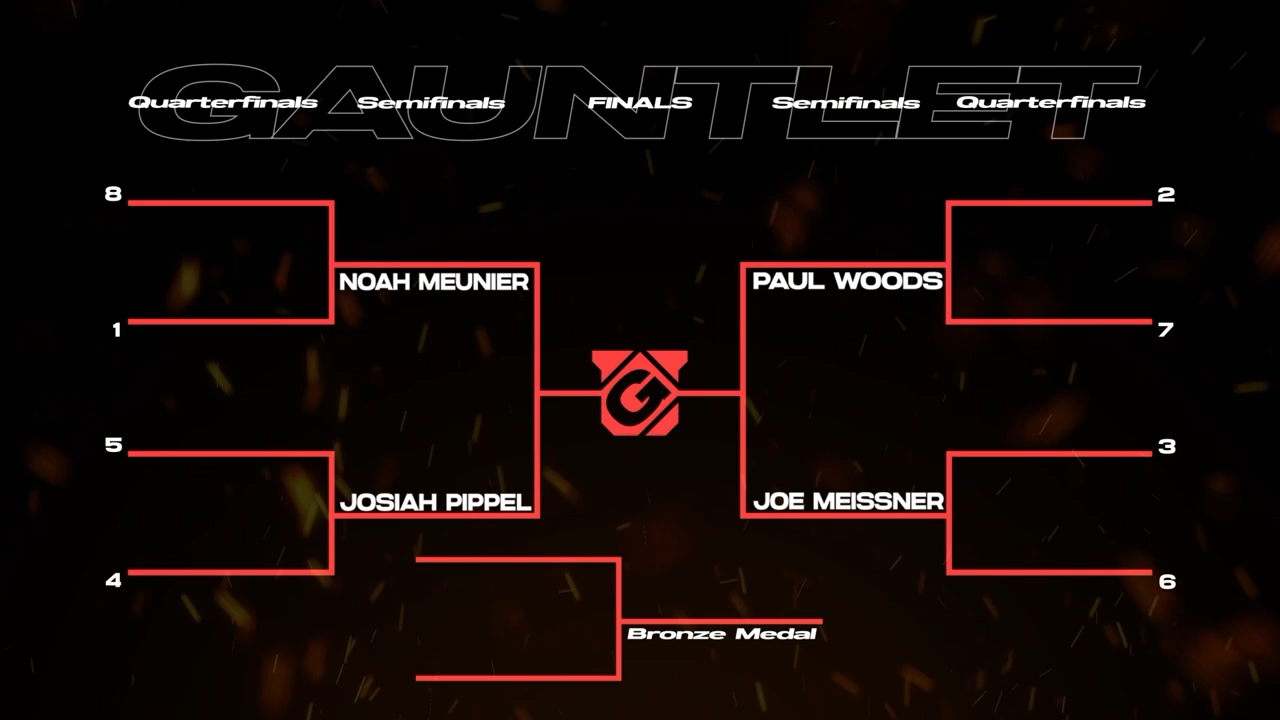 GAUNTLET
Quarterfinals Semifinals FINALS Semifinals Quarterfinals
8 2
NOAH MEUNIER PAUL WOODS
1 7
G
5 3
JOSIAH PIPPEL JOE MEISSNER
4 6
Bronze Medal